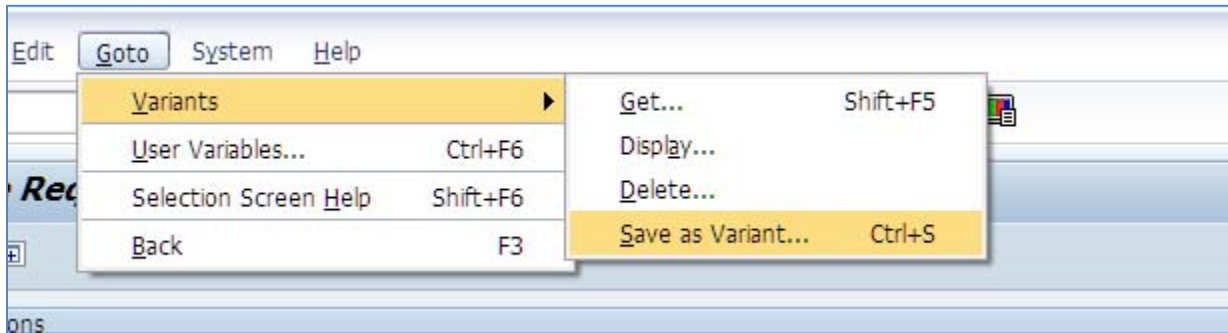 Edit Goto System Help
Variants
User Variables... Ctrl+F6
Selection Screen Help Shift+F6
Back F3
Get... Shift+F5
Display...
Delete...
Save as Variant... Ctrl+S